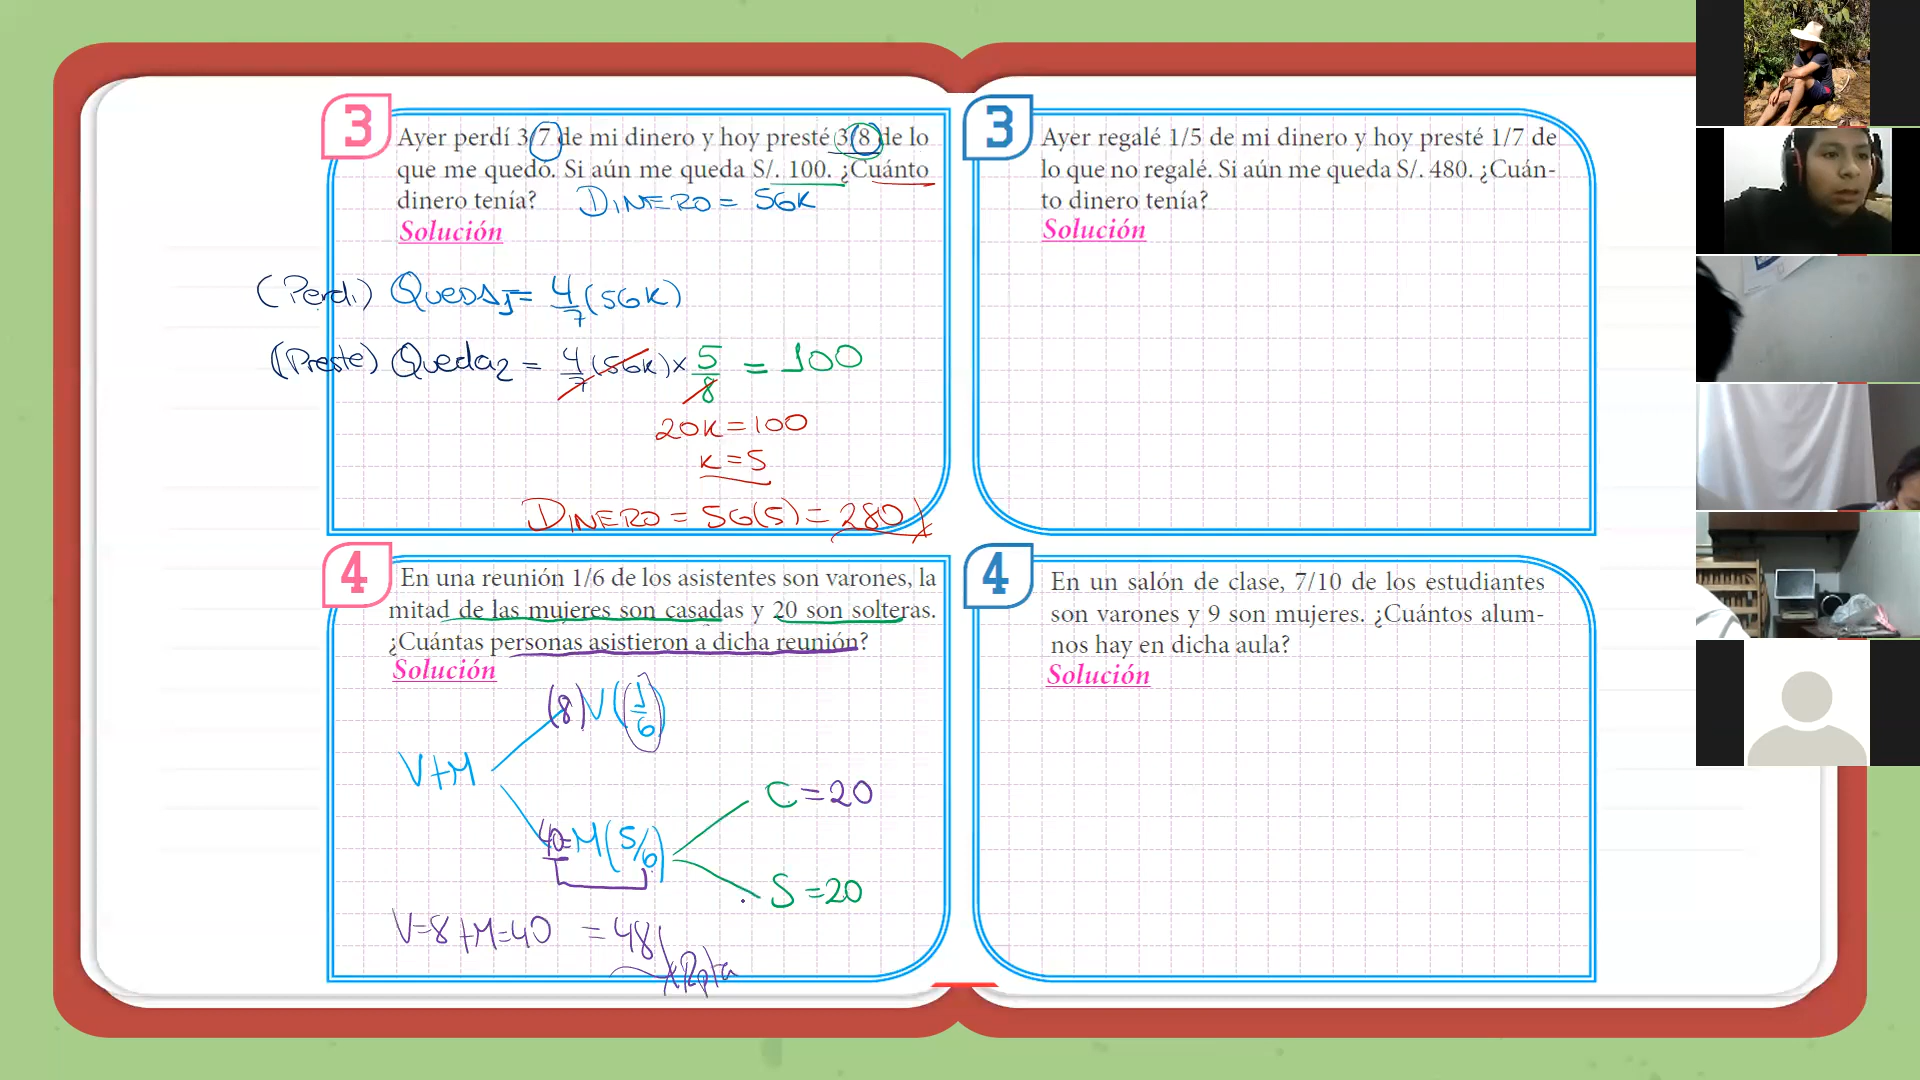 3
Ayer perdí 3/7 de mi dinero y hoy presté 3/8 de lo
que me quedó. Si aún me queda S/. 100. ¿Cuánto
dinero tenía?
DINERO = 56K
Solución
(Perdi) QUEDA1 = 4/7 (56K)
(Preste) Queda2 = 4/7 (56K) x 5/8 = 100
20K = 100
K = 5
DINERO = 56(5) = 280
3
Ayer regalé 1/5 de mi dinero y hoy presté 1/7 de
lo que no regalé. Si aún me queda S/. 480. ¿Cuán-
to dinero tenía?
Solución
4
En una reunión 1/6 de los asistentes son varones, la
mitad de las mujeres son casadas y 20 son solteras.
¿Cuántas personas asistieron a dicha reunión?
Solución
(8) V (1/6)
V+M
C = 20
40 = M (5/6)
S = 20
V=8 + M=40 = 48 Rpta
4
En un salón de clase, 7/10 de los estudiantes
son varones y 9 son mujeres. ¿Cuántos alum-
nos hay en dicha aula?
Solución